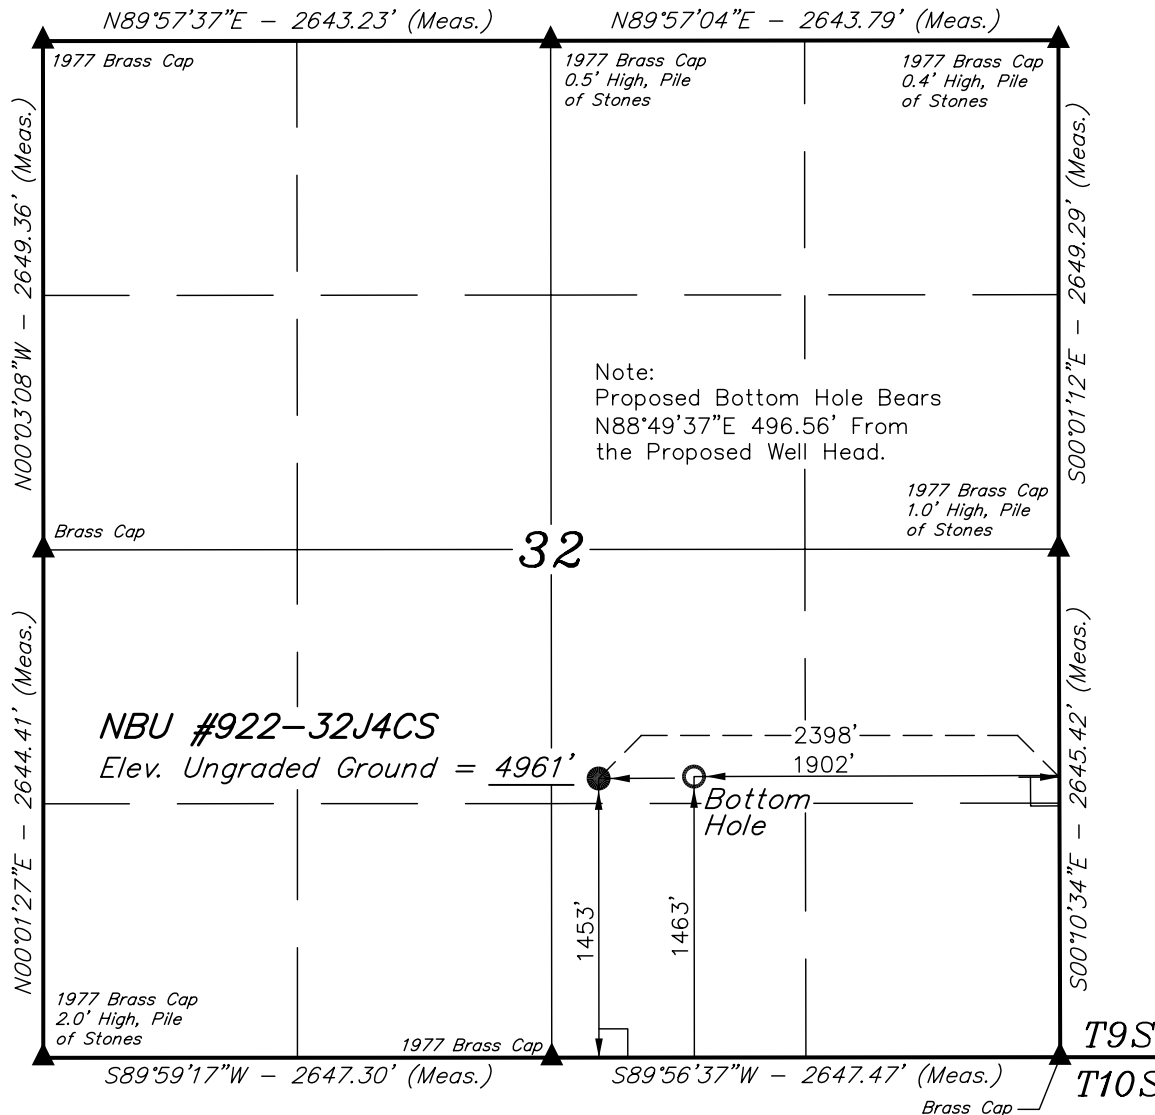 N89°57'37"E - 2643.23' (Meas.)
N89°57'04"E - 2643.79' (Meas.)
1977 Brass Cap
1977 Brass Cap
0.5' High, Pile
of Stones
1977 Brass Cap
0.4' High, Pile
of Stones
N00°03'08"W - 2649.36' (Meas.)
S00°01'12"E - 2649.29' (Meas.)
Note:
Proposed Bottom Hole Bears
N88°49'37"E 496.56' From
the Proposed Well Head.
1977 Brass Cap
1.0' High, Pile
of Stones
Brass Cap
32
N00°01'27"E - 2644.41' (Meas.)
S00°10'34"E - 2645.42' (Meas.)
NBU #922-32J4CS
Elev. Ungraded Ground = 4961'
2398'
1902'
Bottom
Hole
1453'
1463'
1977 Brass Cap
2.0' High, Pile
of Stones
1977 Brass Cap
S89°59'17"W - 2647.30' (Meas.)
S89°56'37"W - 2647.47' (Meas.)
T9S
T10S
Brass Cap